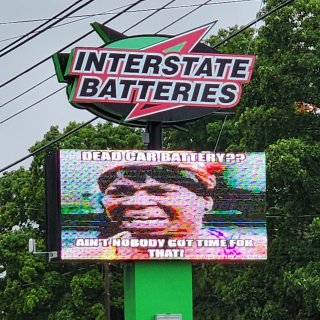 INTERSTATE
BATTERIES
DEAD CAR BATTERY??
AIN'T NOBODY GOT TIME FOR
THAT!